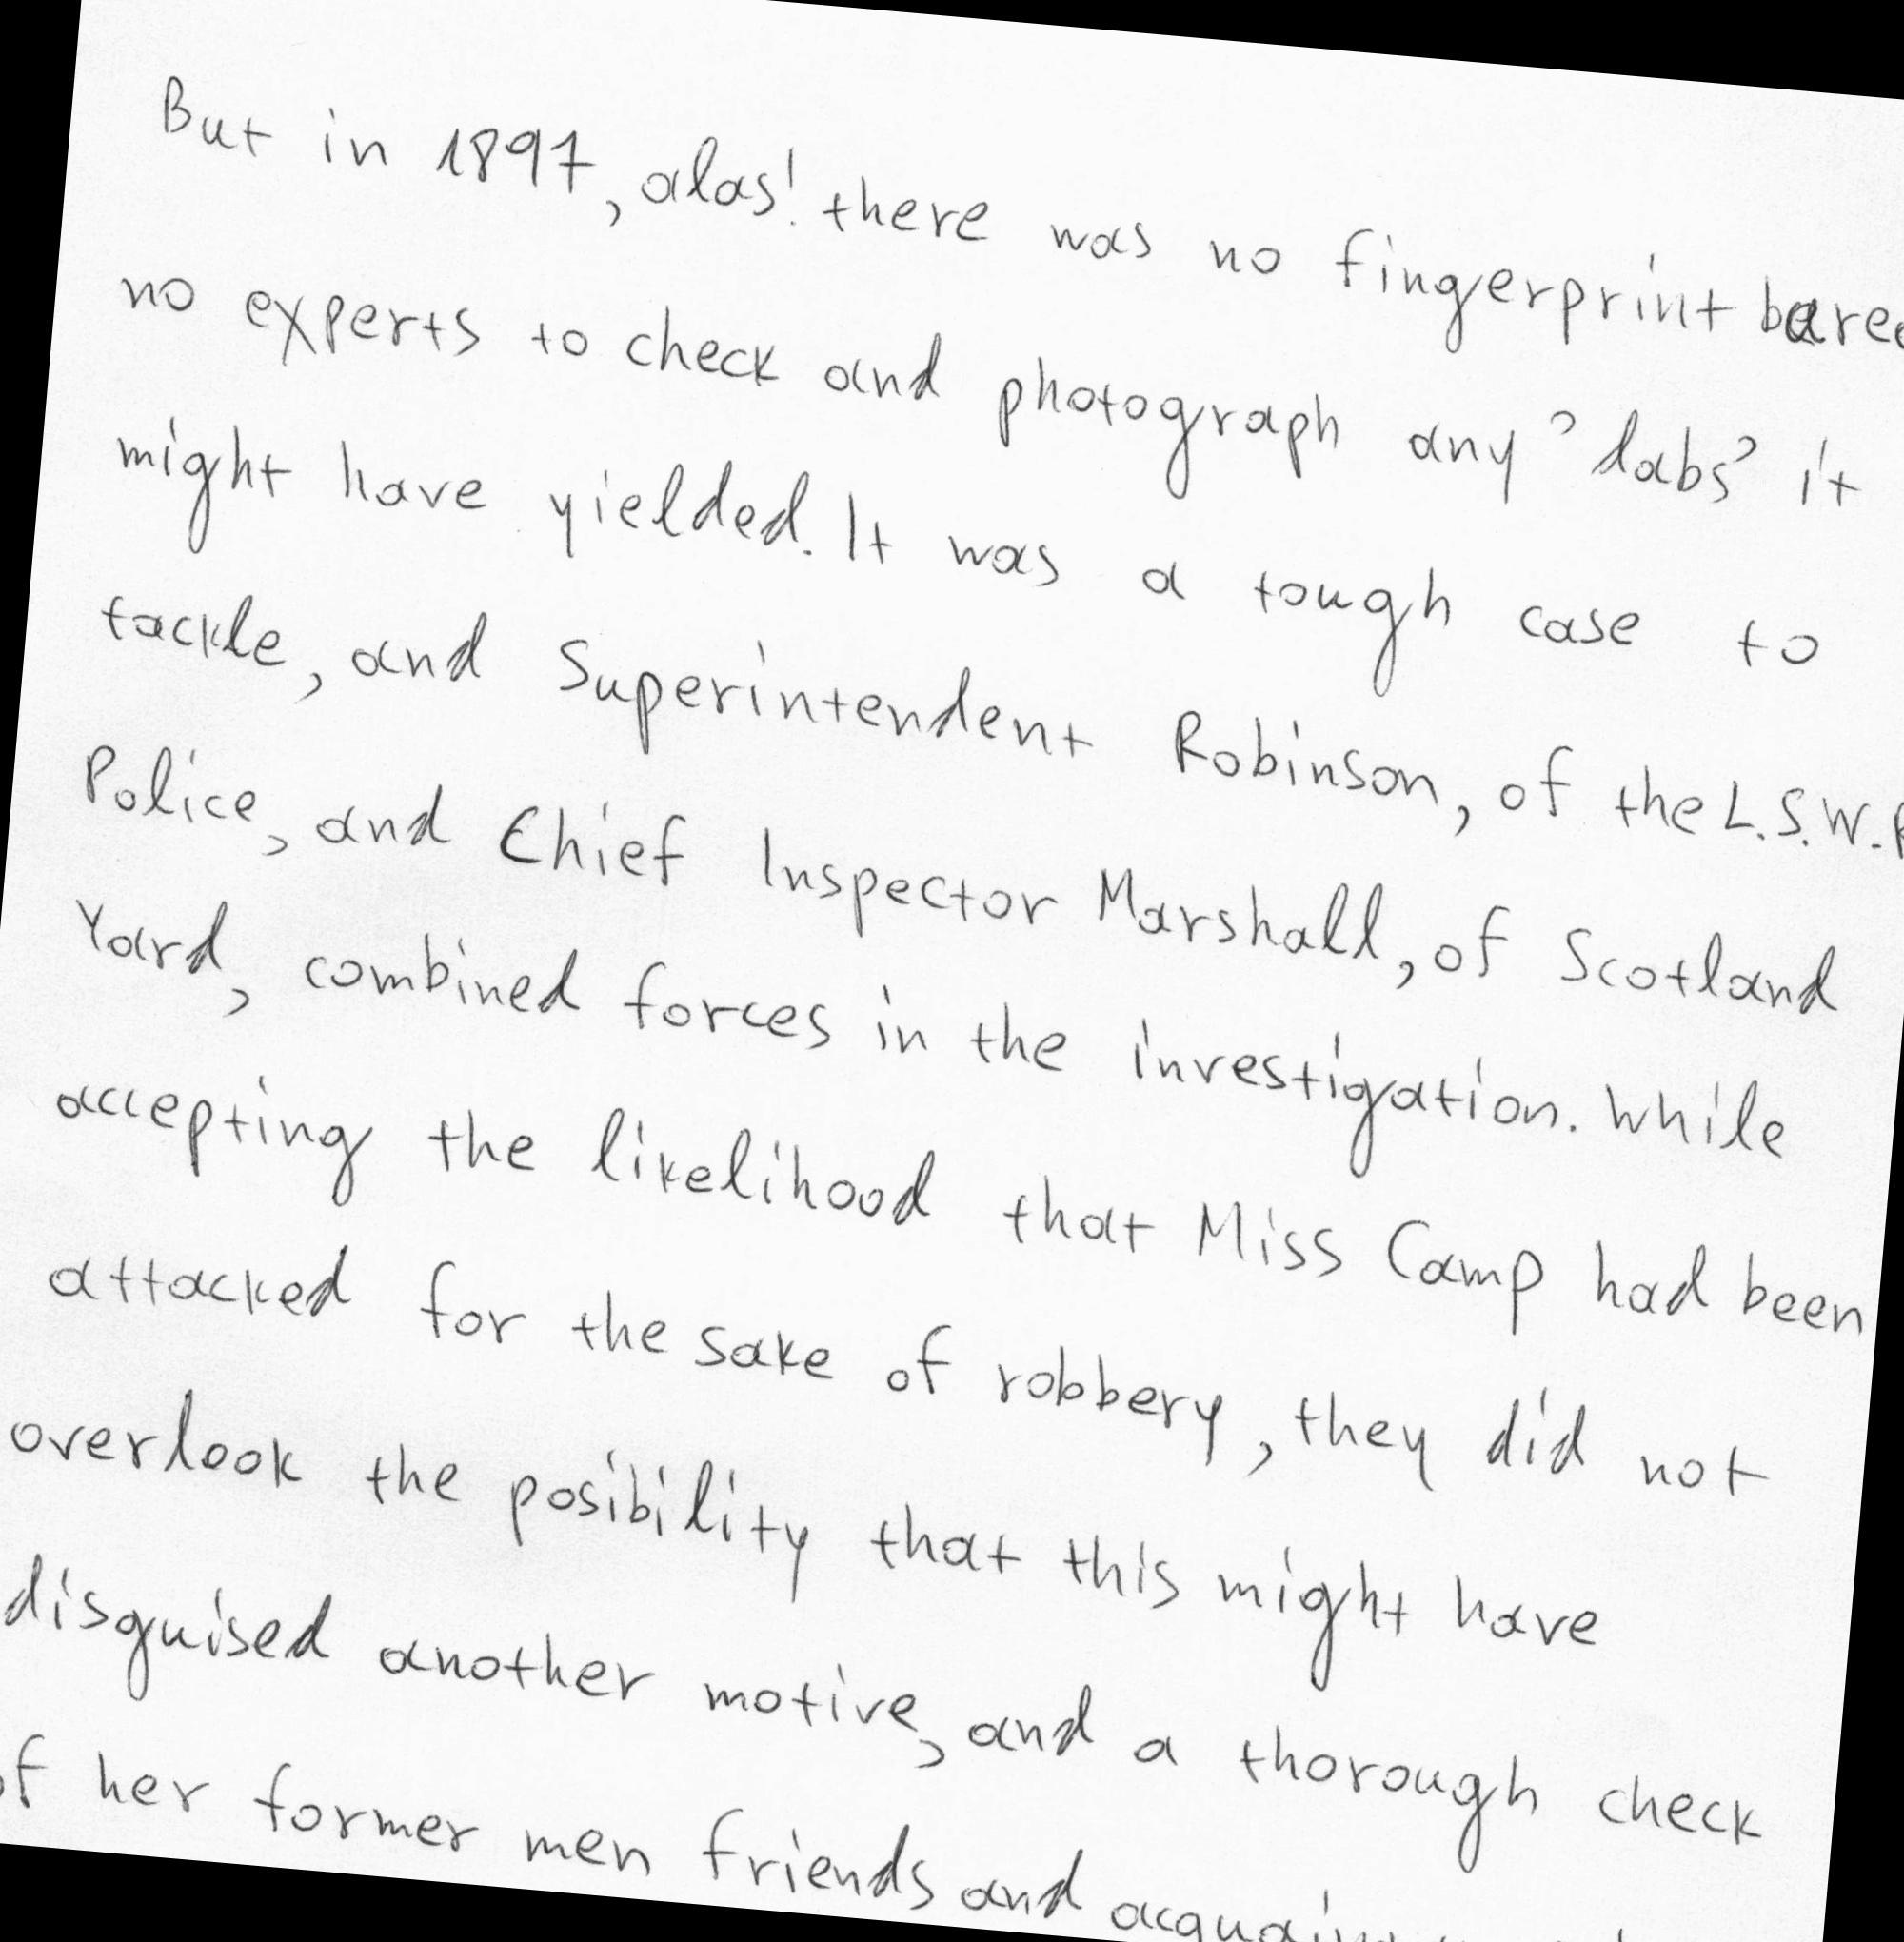 But in 1897, alas! there was no fingerprint
no experts to check and photograph any 'dabs' it
might have yielded. It was a tough case to
tackle, and Superintendent Robinson, of the L.S.W.
Police, and Chief Inspector Marshall, of Scotland
Yard, combined forces in the investigation. While
accepting the likelihood that Miss Camp had been
attacked for the sake of robbery, they did not
overlook the posibility that this might have
disguised another motive, and a thorough check
of her former men friends and